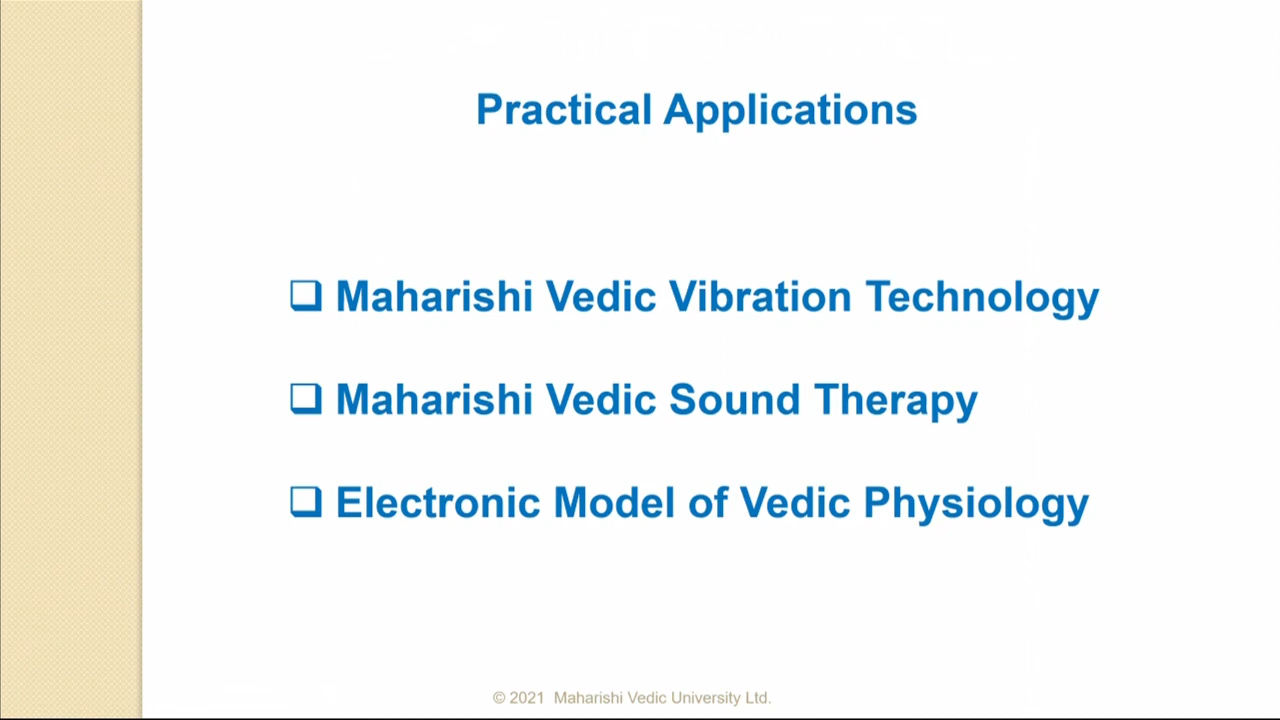 Practical Applications
❑ Maharishi Vedic Vibration Technology
❑ Maharishi Vedic Sound Therapy
❑ Electronic Model of Vedic Physiology
© 2021 Maharishi Vedic University Ltd.